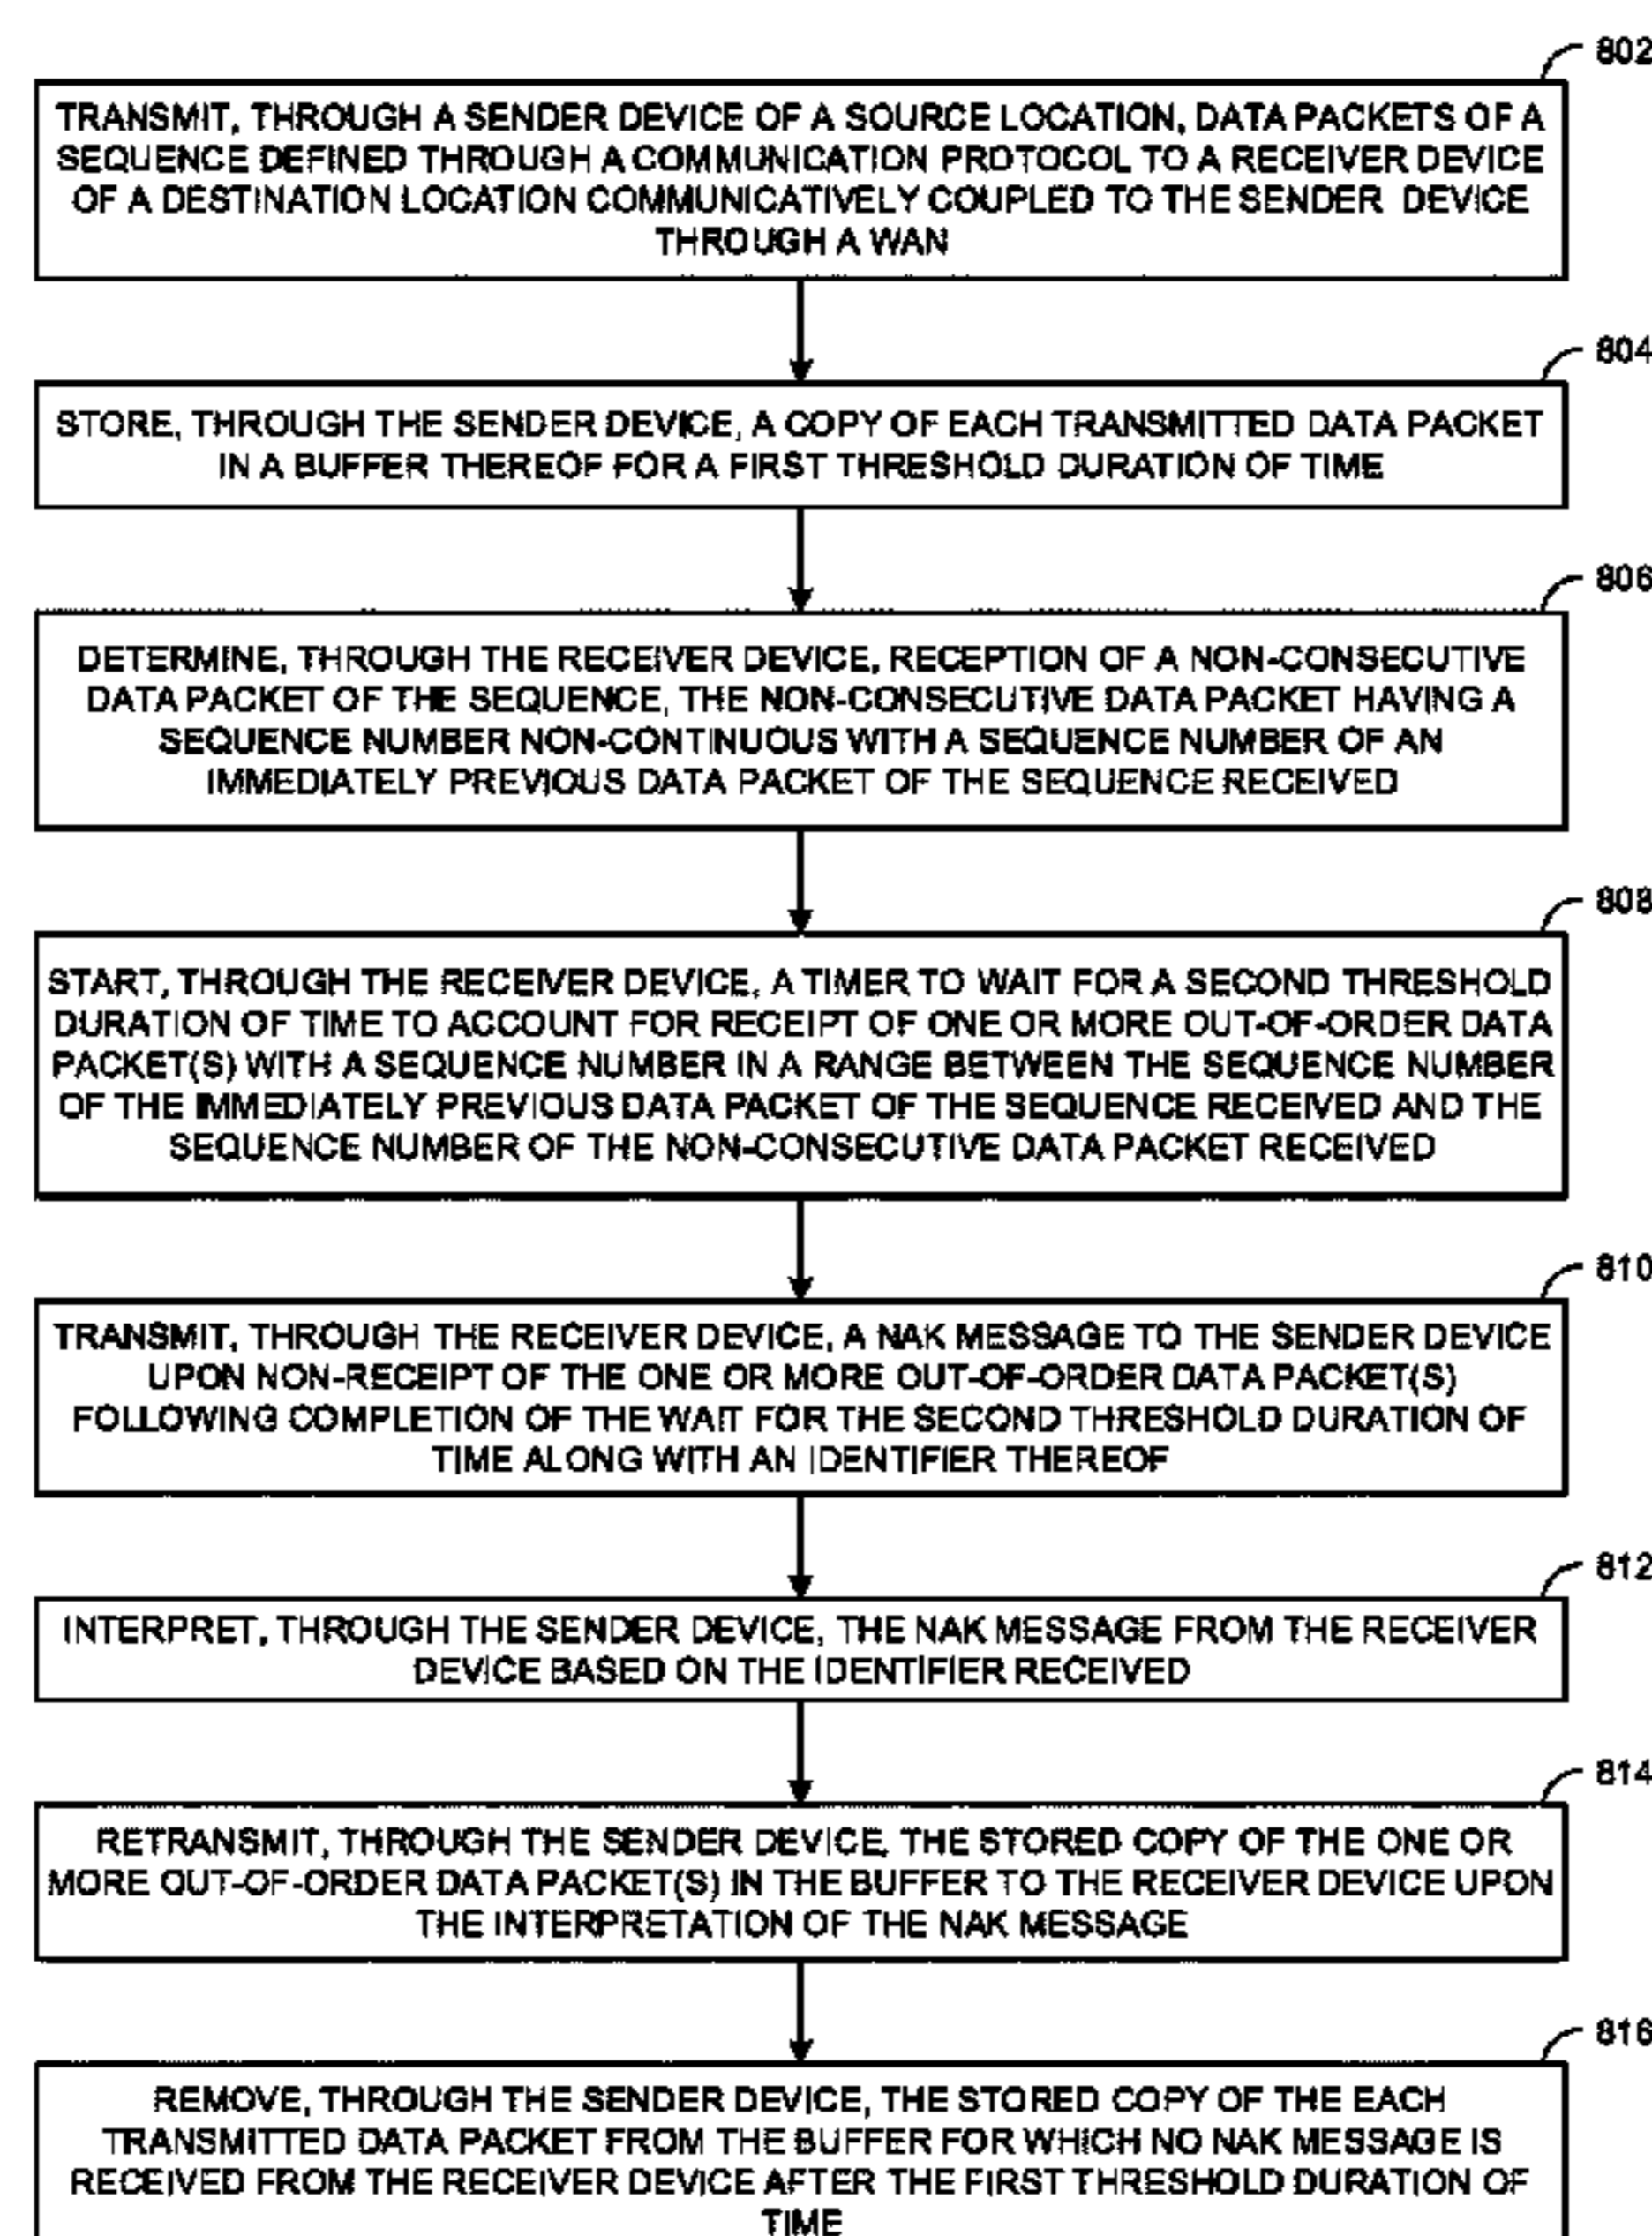 802
TRANSMIT, THROUGH A SENDER DEVICE OF A SOURCE LOCATION, DATA PACKETS OF A
SEQUENCE DEFINED THROUGH A COMMUNICATION PROTOCOL TO A RECEIVER DEVICE
OF A DESTINATION LOCATION COMMUNICATIVELY COUPLED TO THE SENDER DEVICE
THROUGH A WAN
804
STORE, THROUGH THE SENDER DEVICE, A COPY OF EACH TRANSMITTED DATA PACKET
IN A BUFFER THEREOF FOR A FIRST THRESHOLD DURATION OF TIME
806
DETERMINE, THROUGH THE RECEIVER DEVICE, RECEPTION OF A NON-CONSECUTIVE
DATA PACKET OF THE SEQUENCE, THE NON-CONSECUTIVE DATA PACKET HAVING A
SEQUENCE NUMBER NON-CONTINUOUS WITH A SEQUENCE NUMBER OF AN
IMMEDIATELY PREVIOUS DATA PACKET OF THE SEQUENCE RECEIVED
808
START, THROUGH THE RECEIVER DEVICE, A TIMER TO WAIT FOR A SECOND THRESHOLD
DURATION OF TIME TO ACCOUNT FOR RECEIPT OF ONE OR MORE OUT-OF-ORDER DATA
PACKET(S) WITH A SEQUENCE NUMBER IN A RANGE BETWEEN THE SEQUENCE NUMBER
OF THE IMMEDIATELY PREVIOUS DATA PACKET OF THE SEQUENCE RECEIVED AND THE
SEQUENCE NUMBER OF THE NON-CONSECUTIVE DATA PACKET RECEIVED
810
TRANSMIT, THROUGH THE RECEIVER DEVICE, A NAK MESSAGE TO THE SENDER DEVICE
UPON NON-RECEIPT OF THE ONE OR MORE OUT-OF-ORDER DATA PACKET(S)
FOLLOWING COMPLETION OF THE WAIT FOR THE SECOND THRESHOLD DURATION OF
TIME ALONG WITH AN IDENTIFIER THEREOF
812
INTERPRET, THROUGH THE SENDER DEVICE, THE NAK MESSAGE FROM THE RECEIVER
DEVICE BASED ON THE IDENTIFIER RECEIVED
814
RETRANSMIT, THROUGH THE SENDER DEVICE, THE STORED COPY OF THE ONE OR
MORE OUT-OF-ORDER DATA PACKET(S) IN THE BUFFER TO THE RECEIVER DEVICE UPON
THE INTERPRETATION OF THE NAK MESSAGE
816
REMOVE, THROUGH THE SENDER DEVICE, THE STORED COPY OF THE EACH
TRANSMITTED DATA PACKET FROM THE BUFFER FOR WHICH NO NAK MESSAGE IS
RECEIVED FROM THE RECEIVER DEVICE AFTER THE FIRST THRESHOLD DURATION OF
TIME